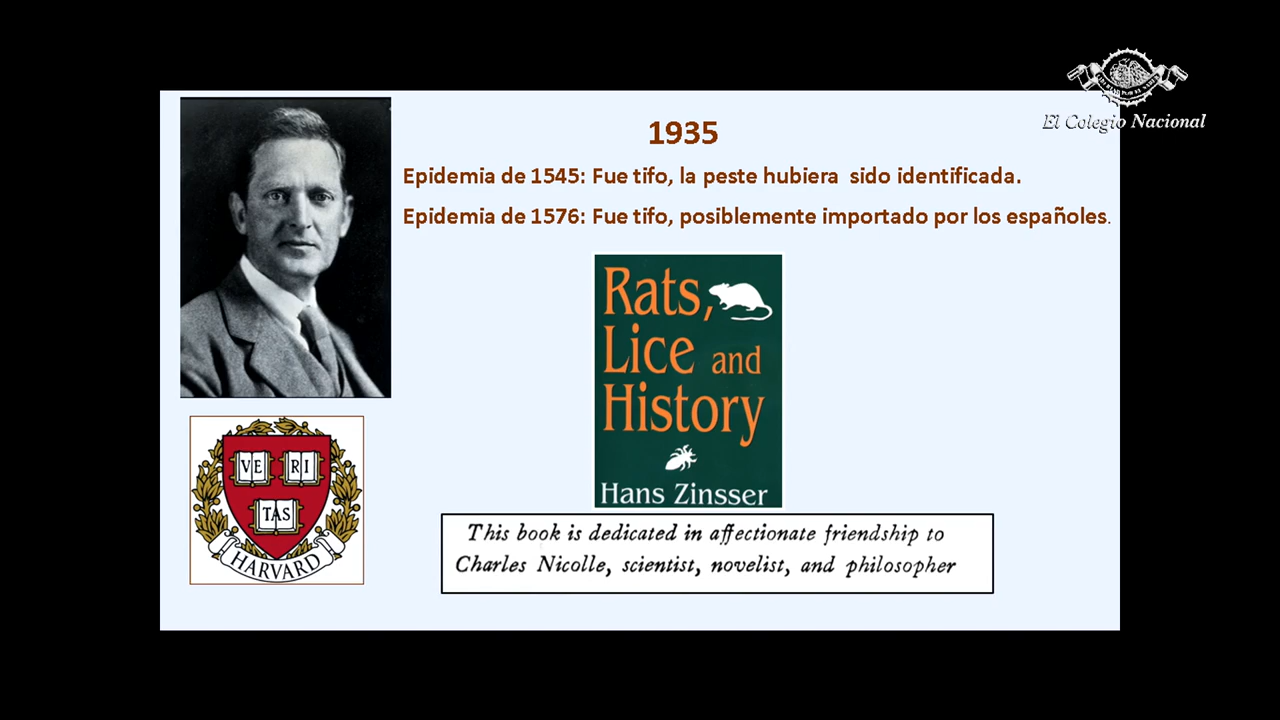 El Colegio Nacional
1935
Epidemia de 1545: Fue tifo, la peste hubiera sido identificada.
Epidemia de 1576: Fue tifo, posiblemente importado por los españoles.
Rats,
Lice and
History
Hans Zinsser
VE RI
TAS
HARVARD
This book is dedicated in affectionate friendship to
Charles Nicolle, scientist, novelist, and philosopher